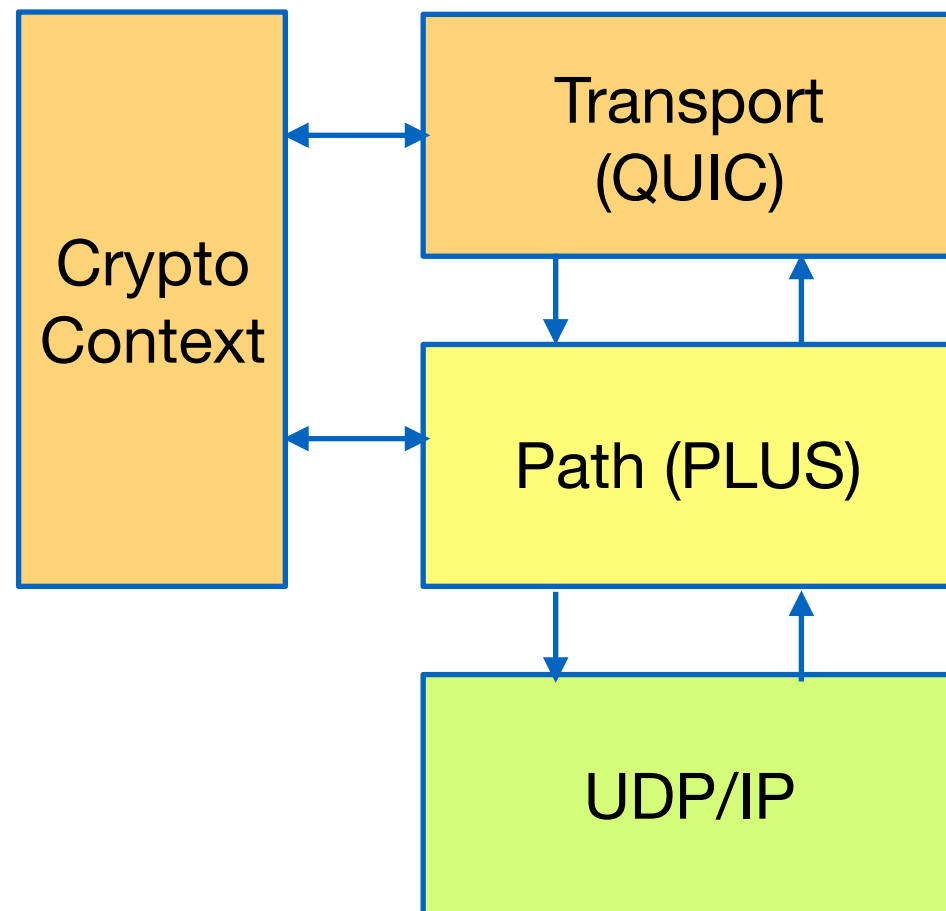 Crypto
Context
Transport
(QUIC)
Path (PLUS)
UDP/IP